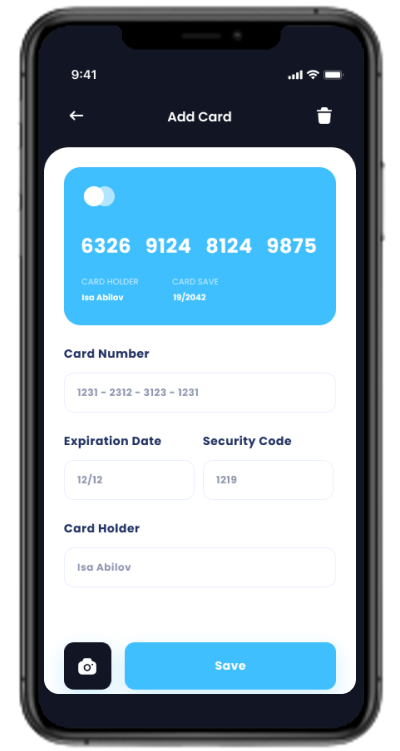 9:41
Add Card
6326 9124 8124 9875
CARD HOLDER CARD SAVE
Isa Abilov 19/2042
Card Number
1231 - 2312 - 3123 - 1231
Expiration Date Security Code
12/12 1219
Card Holder
Isa Abilov
Save